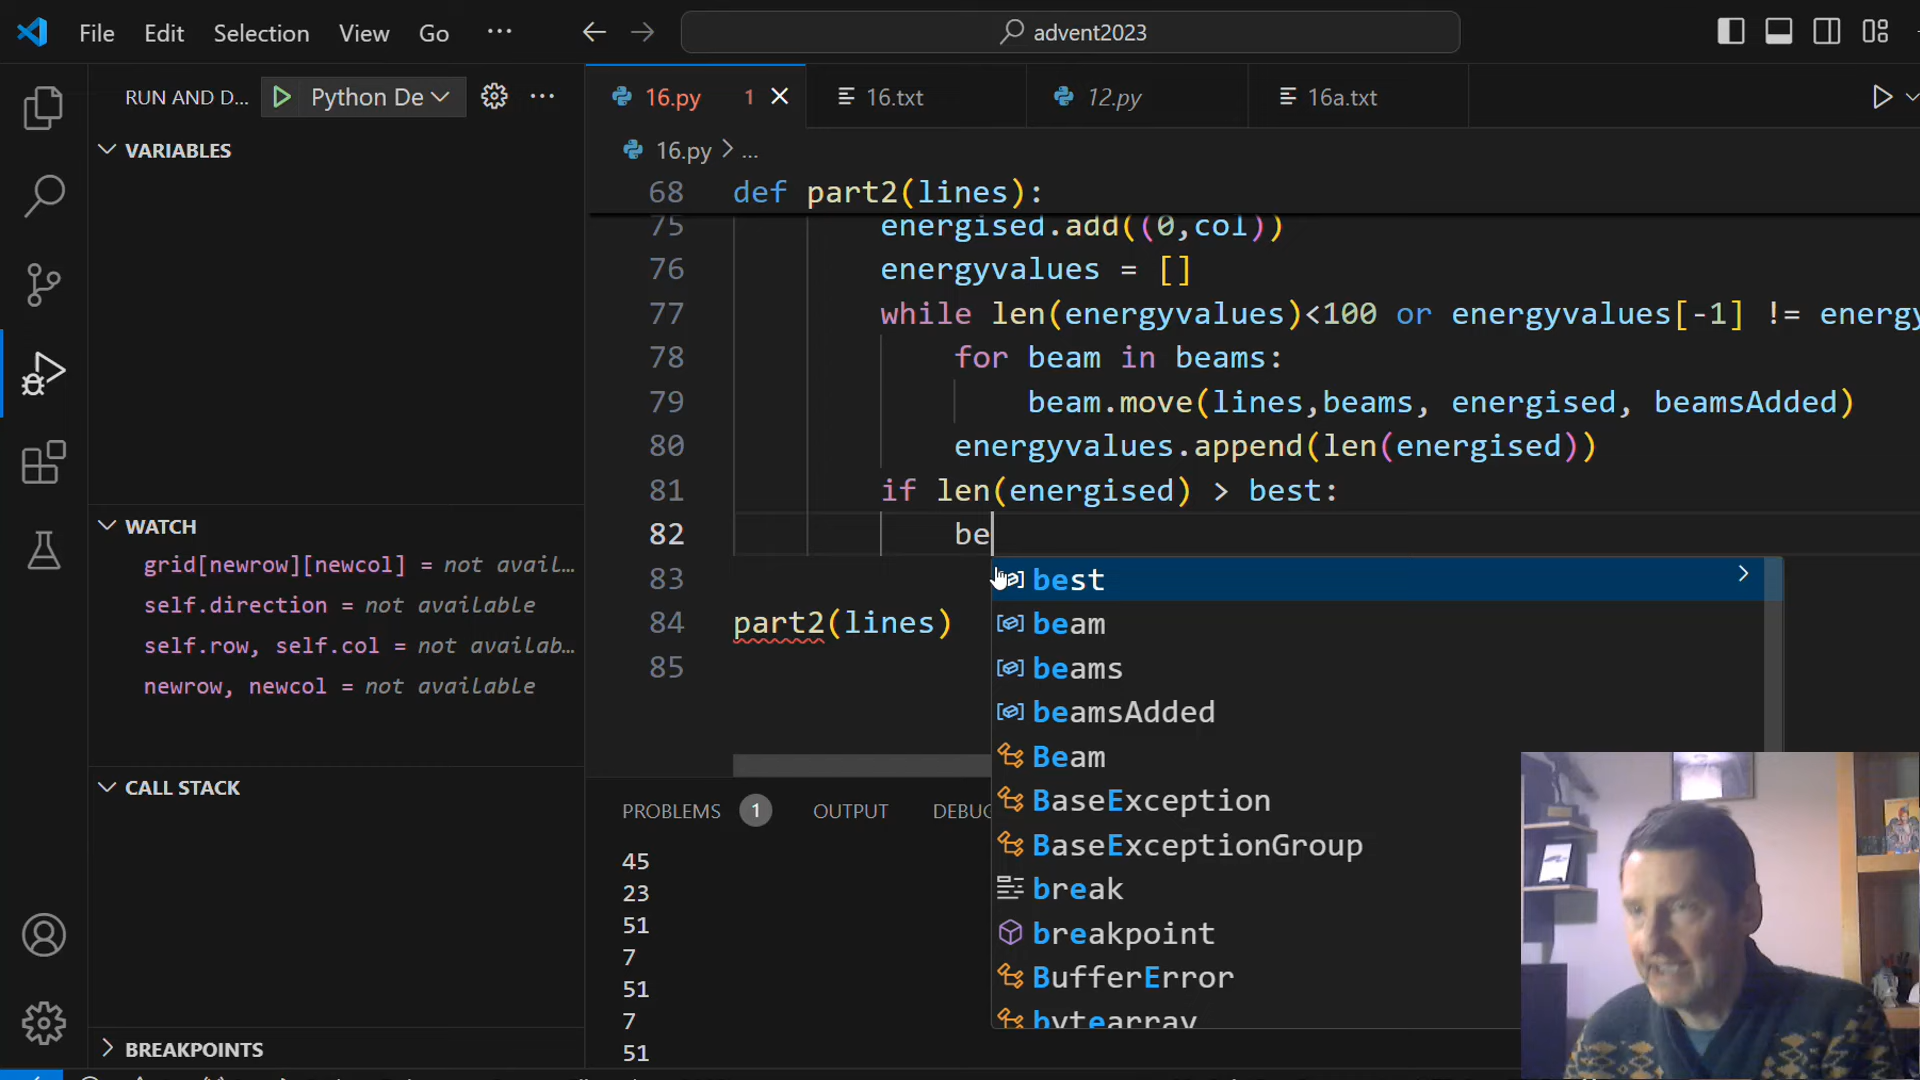 File Edit Selection View Go ··· advent2023
RUN AND D... Python De
16.py 1 16.txt 12.py 16a.txt
16.py > ...
VARIABLES
68 def part2(lines):
75 energised.add((0,col))
76 energyvalues = []
77 while len(energyvalues)<100 or energyvalues[-1] != energy
78 for beam in beams:
79 beam.move(lines,beams, energised, beamsAdded)
80 energyvalues.append(len(energised))
81 if len(energised) > best:
82 be
83
84 part2(lines)
85
best
beam
beams
beamsAdded
Beam
BaseException
BaseExceptionGroup
break
breakpoint
BufferError
bytearray
WATCH
grid[newrow][newcol] = not avail...
self.direction = not available
self.row, self.col = not availab...
newrow, newcol = not available
CALL STACK
BREAKPOINTS
PROBLEMS 1 OUTPUT DEBUG
45
23
51
7
51
7
51